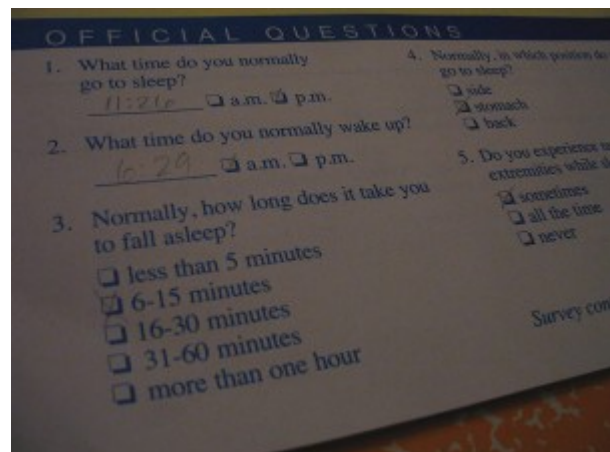 OFFICIAL QUESTIONS
1. What time do you normally
go to sleep?
11:26 ☐ a.m. ☑ p.m.
2. What time do you normally wake up?
6:29 ☑ a.m. ☐ p.m.
3. Normally, how long does it take you
to fall asleep?
☐ less than 5 minutes
☑ 6-15 minutes
☐ 16-30 minutes
☐ 31-60 minutes
☐ more than one hour
4. Normally, in which position do
go to sleep?
☐ side
☑ stomach
☐ back
5. Do you experience
extremities while
☑ sometimes
☐ all the time
☐ never
Survey